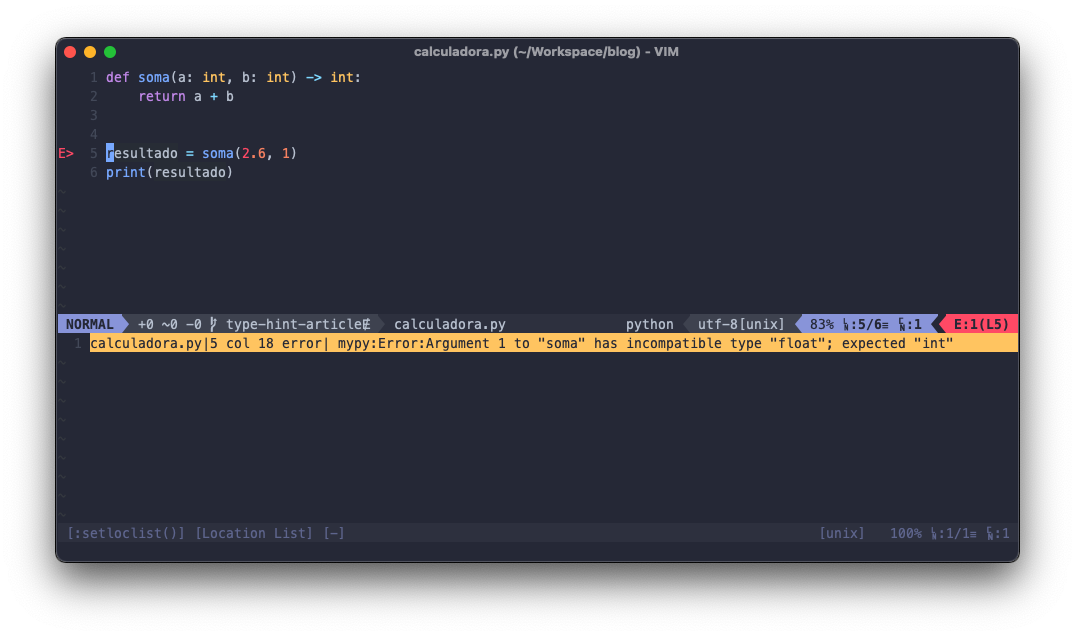 calculadora.py (~/Workspace/blog) - VIM
1 def soma(a: int, b: int) -> int:
2     return a + b
3
4
E> 5 resultado = soma(2.6, 1)
6 print(resultado)
~
~
~
~
~
~
~
NORMAL +0 ~0 -0 type-hint-article calculadora.py python utf-8[unix] 83% :5/6≡ :1 E:1(L5)
1 calculadora.py|5 col 18 error| mypy:Error:Argument 1 to "soma" has incompatible type "float"; expected "int"
~
~
~
~
~
~
~
~
~
[:setloclist()] [Location List] [-] [unix] 100% :1/1≡ :1